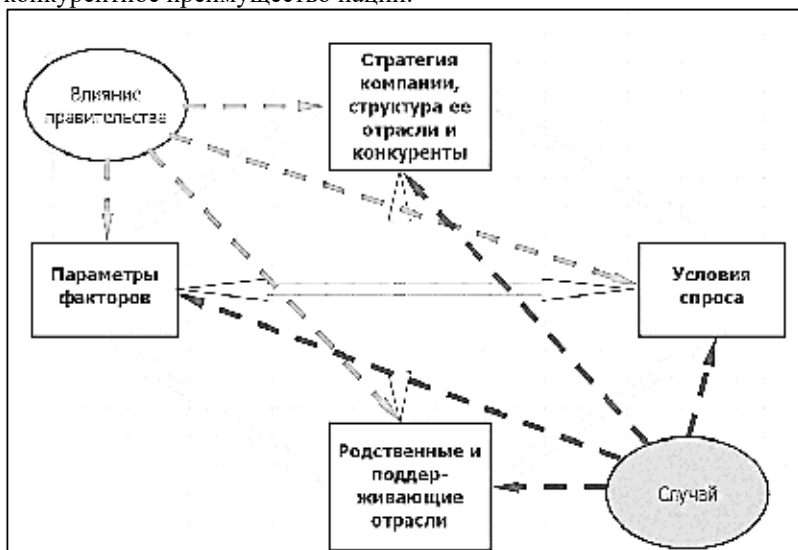 конкурентное преимущество нации.
Влияние
правительства
Стратегия
компании,
структура ее
отрасли и
конкуренты
Параметры
факторов
Условия
спроса
Родственные и
поддер-
живающие
отрасли
Случай